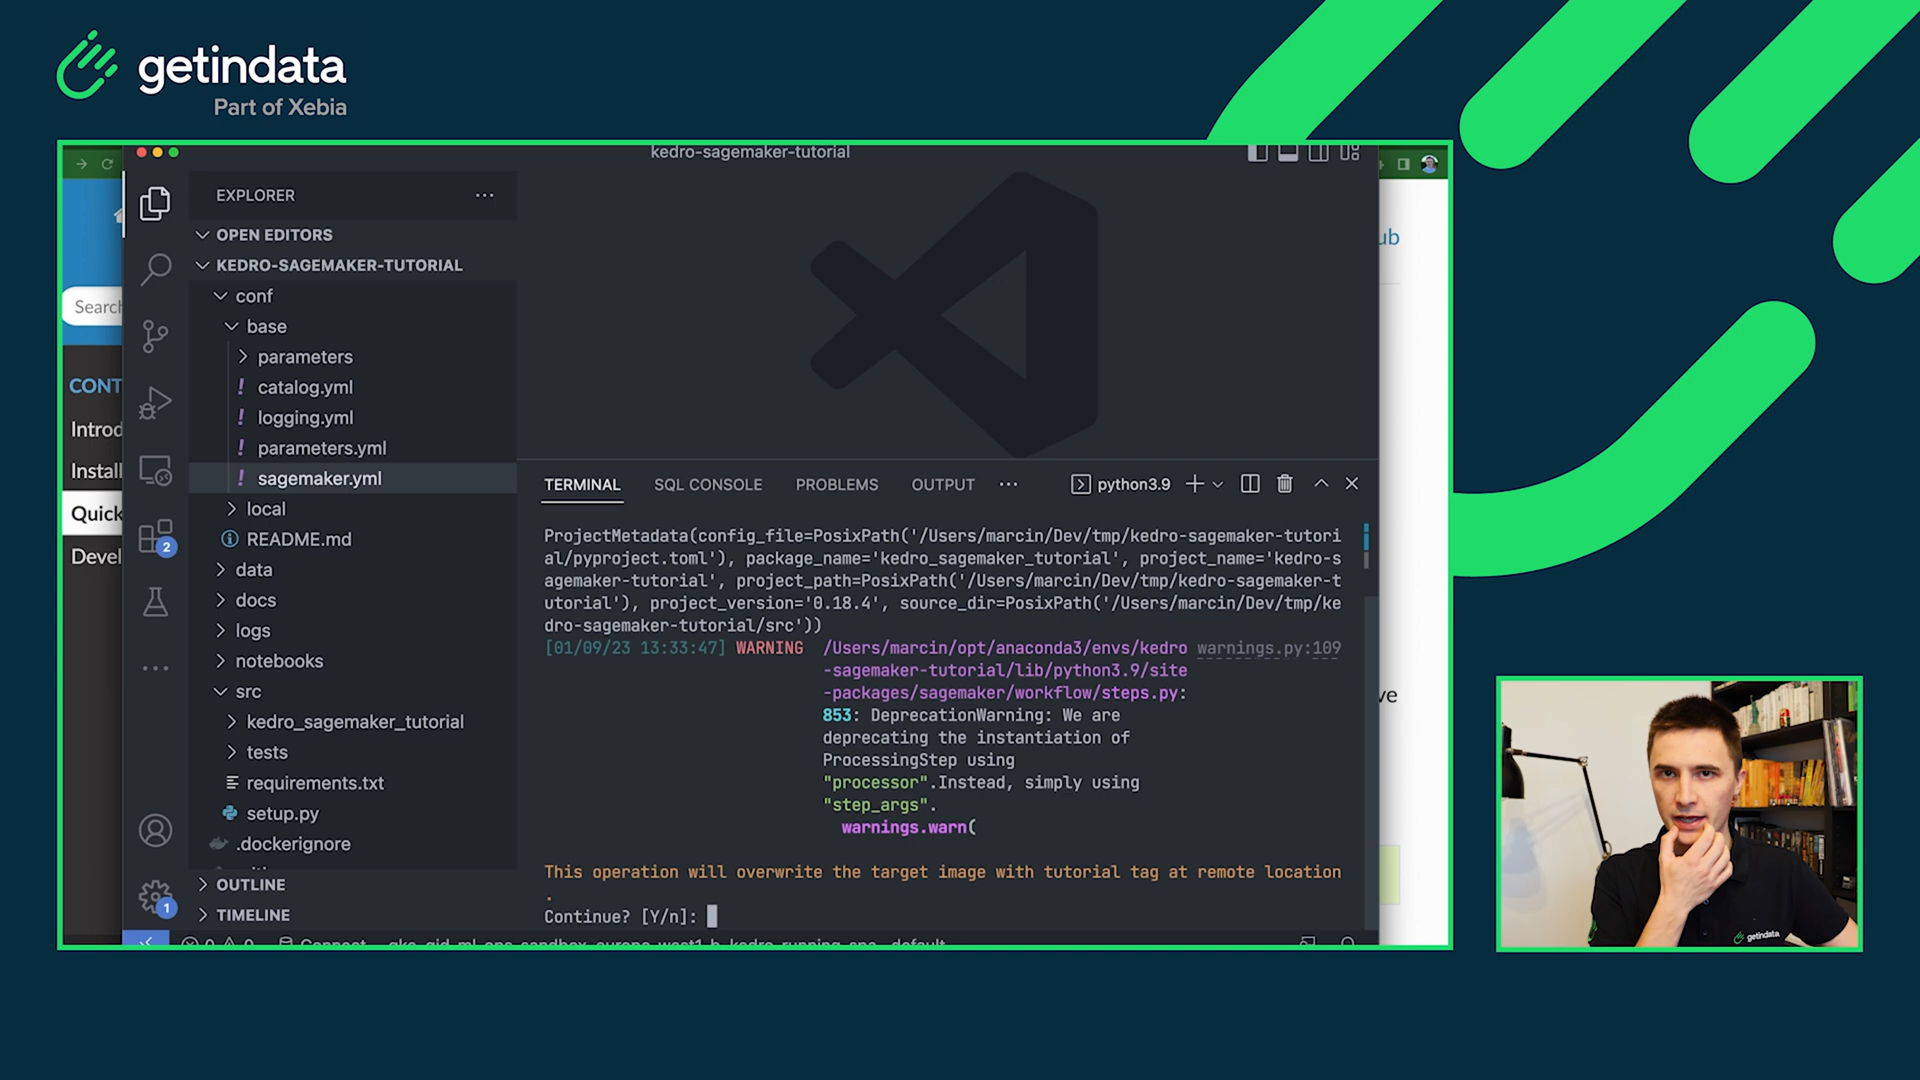 getindata
Part of Xebia
kedro-sagemaker-tutorial
EXPLORER
OPEN EDITORS
KEDRO-SAGEMAKER-TUTORIAL
conf
base
parameters
! catalog.yml
! logging.yml
! parameters.yml
! sagemaker.yml
local
README.md
data
docs
logs
notebooks
src
kedro_sagemaker_tutorial
tests
requirements.txt
setup.py
.dockerignore
OUTLINE
TIMELINE
2
1
Search
CONT
Introd
Install
Quick
Devel
ub
ve
TERMINAL SQL CONSOLE PROBLEMS OUTPUT ··· python3.9
ProjectMetadata(config_file=PosixPath('/Users/marcin/Dev/tmp/kedro-sagemaker-tutori
al/pyproject.toml'), package_name='kedro_sagemaker_tutorial', project_name='kedro-s
agemaker-tutorial', project_path=PosixPath('/Users/marcin/Dev/tmp/kedro-sagemaker-t
utorial'), project_version='0.18.4', source_dir=PosixPath('/Users/marcin/Dev/tmp/ke
dro-sagemaker-tutorial/src'))
[01/09/23 13:33:47] WARNING /Users/marcin/opt/anaconda3/envs/kedro warnings.py:109
-sagemaker-tutorial/lib/python3.9/site
-packages/sagemaker/workflow/steps.py:
853: DeprecationWarning: We are
deprecating the instantiation of
ProcessingStep using
"processor".Instead, simply using
"step_args".
warnings.warn(
This operation will overwrite the target image with tutorial tag at remote location
.
Continue? [Y/n]:
getindata